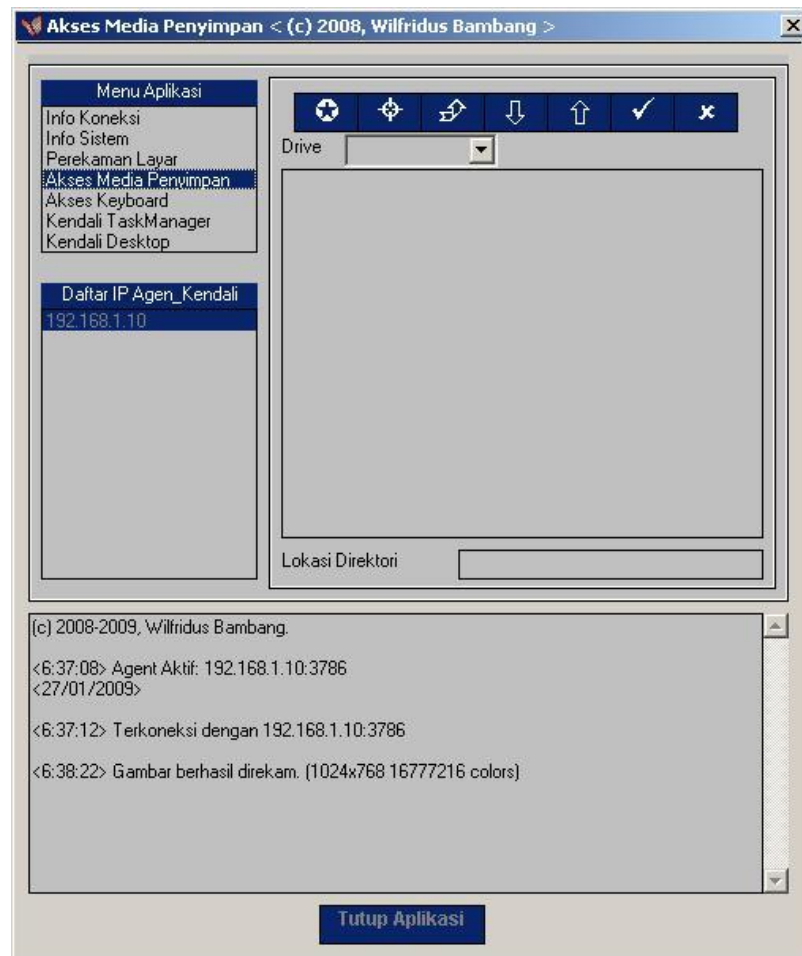 Akses Media Penyimpan < (c) 2008, Wilfridus Bambang >
Menu Aplikasi
Info Koneksi
Info Sistem
Perekaman Layar
Akses Media Penyimpan
Akses Keyboard
Kendali TaskManager
Kendali Desktop
Daftar IP Agen_Kendali
192.168.1.10
Drive
Lokasi Direktori
(c) 2008-2009, Wilfridus Bambang.
<6:37:08> Agent Aktif: 192.168.1.10:3786
<27/01/2009>
<6:37:12> Terkoneksi dengan 192.168.1.10:3786
<6:38:22> Gambar berhasil direkam. (1024x768 16777216 colors)
Tutup Aplikasi